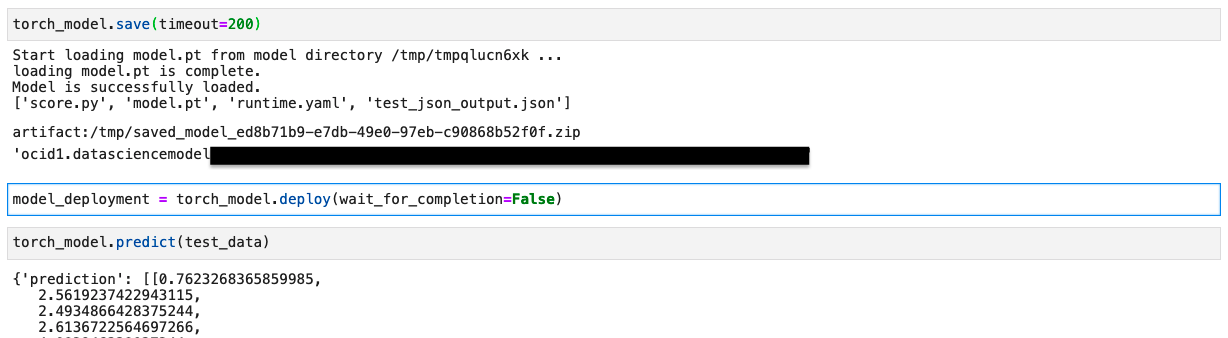 torch_model.save(timeout=200)
Start loading model.pt from model directory /tmp/tmpqlucn6xk ...
loading model.pt is complete.
Model is successfully loaded.
['score.py', 'model.pt', 'runtime.yaml', 'test_json_output.json']
artifact:/tmp/saved_model_ed8b71b9-e7db-49e0-97eb-c90868b52f0f.zip
'ocid1.datasciencemodel
model_deployment = torch_model.deploy(wait_for_completion=False)
torch_model.predict(test_data)
{'prediction': [[0.7623268365859985,
2.5619237422943115,
2.4934866428375244,
2.6136722564697266,